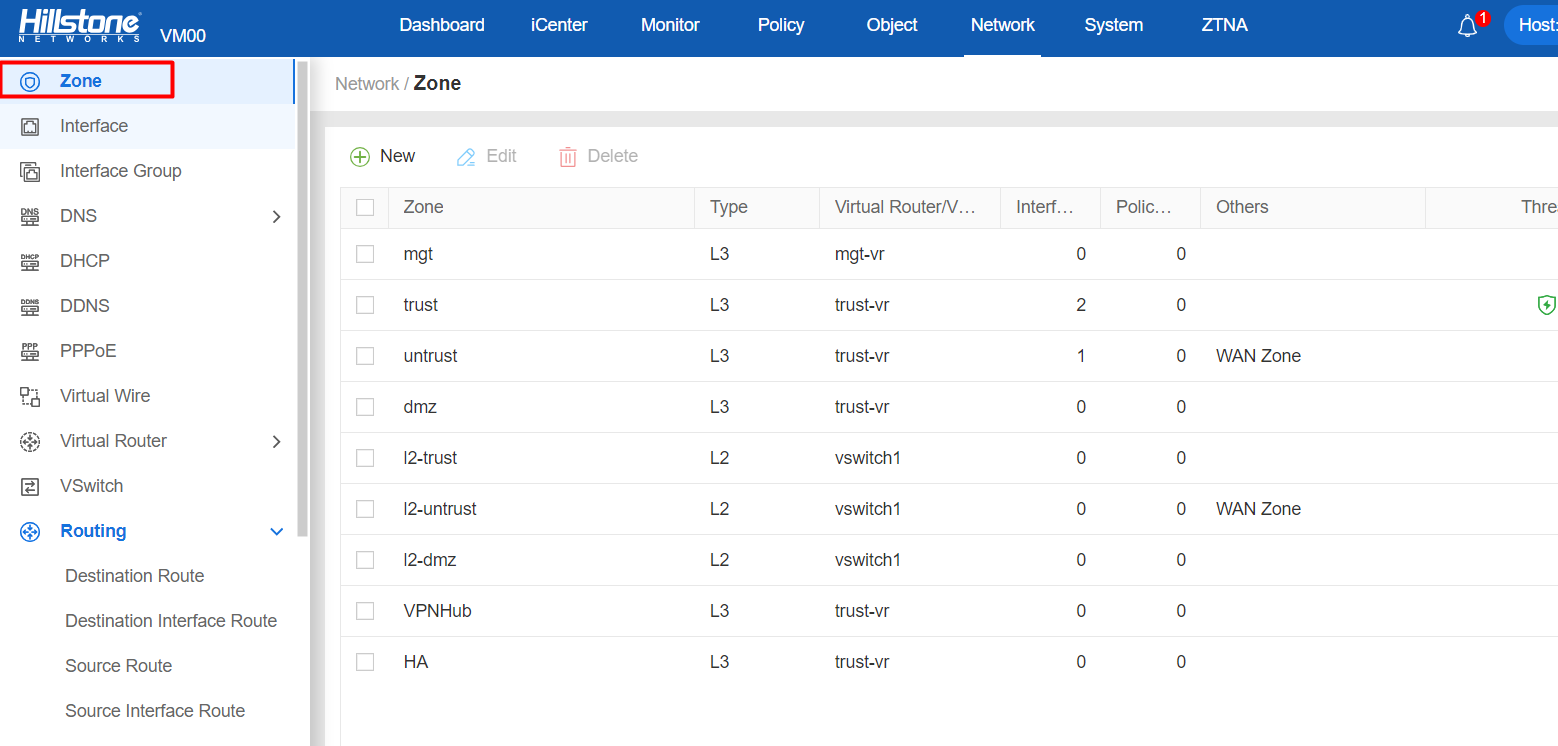 Hillstone
NETWORKS
VM00
Dashboard iCenter Monitor Policy Object Network System ZTNA 1 Host:
Zone
Interface
Interface Group
DNS DNS
DHCP DHCP
DDNS DDNS
PPP PPPoE
Virtual Wire
Virtual Router
VSwitch
Routing
Destination Route
Destination Interface Route
Source Route
Source Interface Route
Network / Zone
New Edit Delete
Zone Type Virtual Router/V... Interf... Polic... Others Thre
mgt L3 mgt-vr 0 0
trust L3 trust-vr 2 0
untrust L3 trust-vr 1 0 WAN Zone
dmz L3 trust-vr 0 0
l2-trust L2 vswitch1 0 0
l2-untrust L2 vswitch1 0 0 WAN Zone
l2-dmz L2 vswitch1 0 0
VPNHub L3 trust-vr 0 0
HA L3 trust-vr 0 0